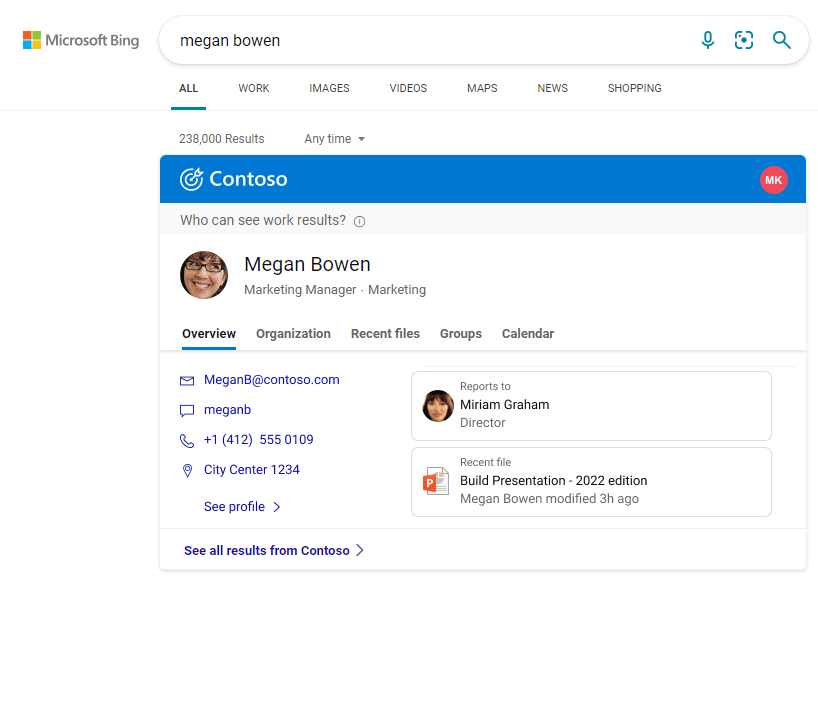 Microsoft Bing
megan bowen
ALL WORK IMAGES VIDEOS MAPS NEWS SHOPPING
238,000 Results Any time
Contoso
MK
Who can see work results?
Megan Bowen
Marketing Manager · Marketing
Overview Organization Recent files Groups Calendar
MeganB@contoso.com
meganb
+1 (412) 555 0109
City Center 1234
See profile
Reports to
Miriam Graham
Director
Recent file
P
Build Presentation - 2022 edition
Megan Bowen modified 3h ago
See all results from Contoso